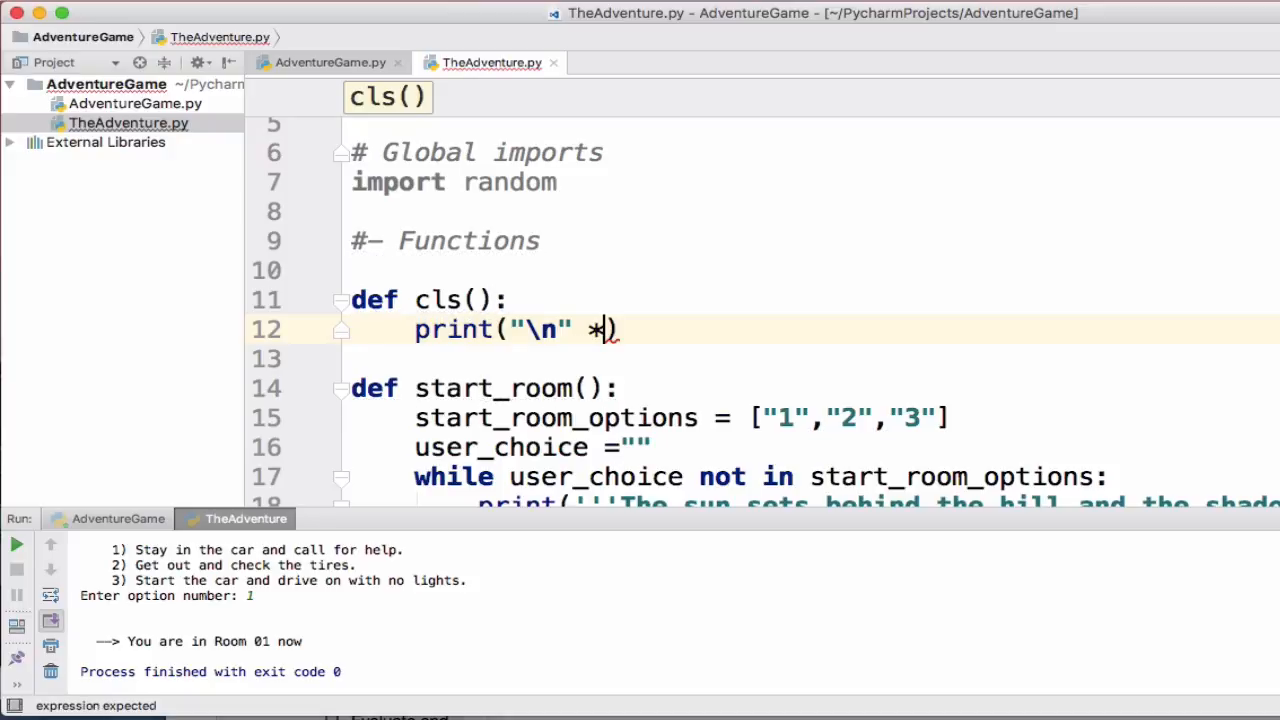 TheAdventure.py - AdventureGame - [~/PycharmProjects/AdventureGame]
AdventureGame TheAdventure.py
Project AdventureGame.py TheAdventure.py
AdventureGame ~/Pycharm
AdventureGame.py
TheAdventure.py
External Libraries
cls()
5
6 # Global imports
7 import random
8
9 #– Functions
10
11 def cls():
12 print("\n" *)
13
14 def start_room():
15 start_room_options = ["1","2","3"]
16 user_choice =""
17 while user_choice not in start_room_options:
18 print('''The sun sets behind the hill and the shado
Run: AdventureGame TheAdventure
1) Stay in the car and call for help.
2) Get out and check the tires.
3) Start the car and drive on with no lights.
Enter option number: 1
––> You are in Room 01 now
Process finished with exit code 0
expression expected
Evaluate and